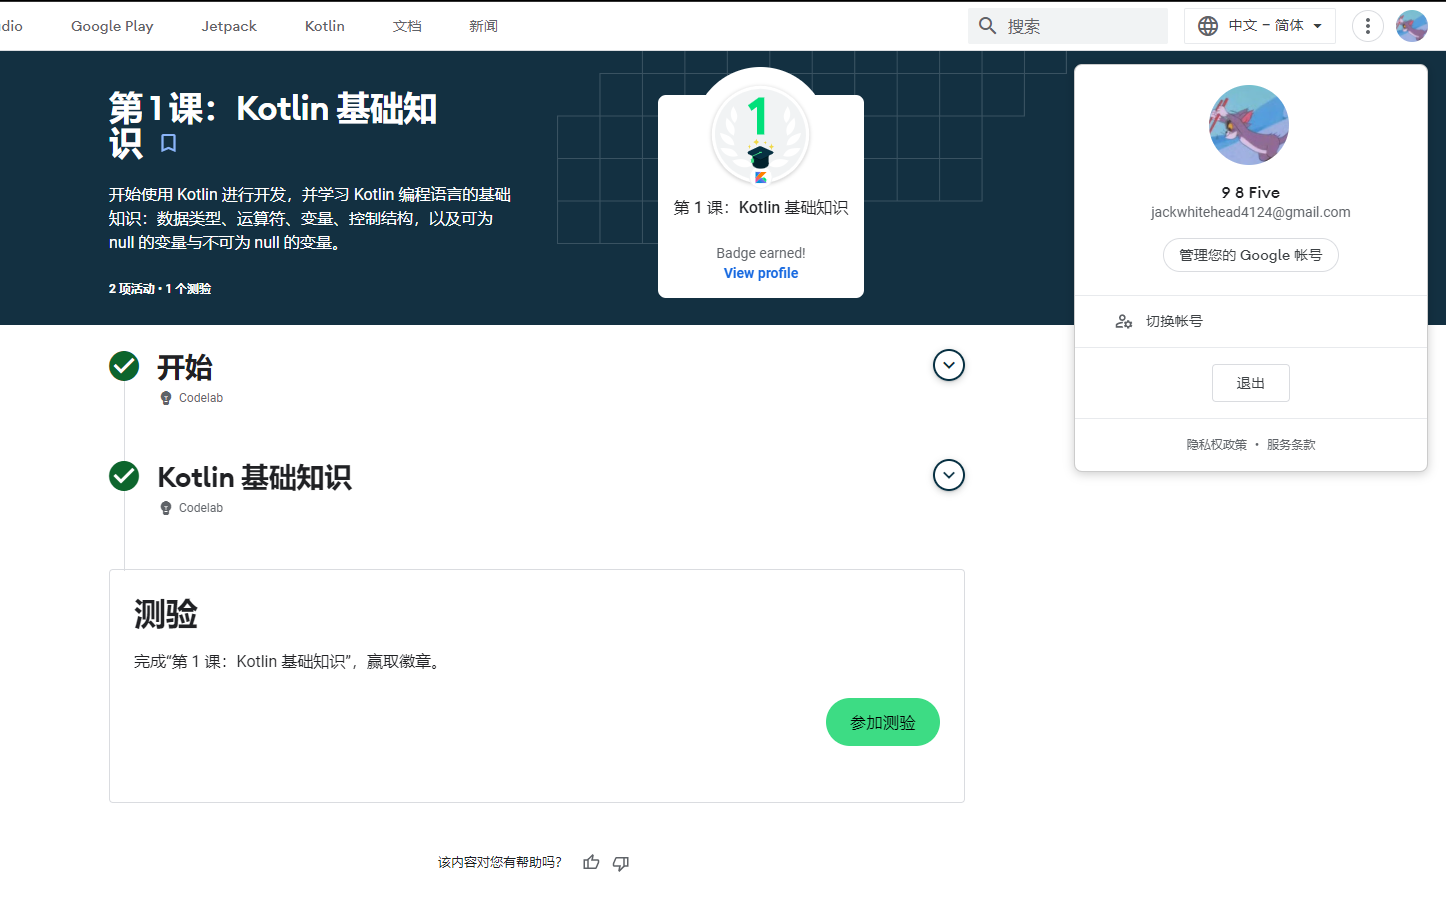 dio Google Play Jetpack Kotlin 文档 新闻 搜索 中文 – 简体
第 1 课：Kotlin 基础知
识
开始使用 Kotlin 进行开发，并学习 Kotlin 编程语言的基础
知识：数据类型、运算符、变量、控制结构，以及可为
null 的变量与不可为 null 的变量。
2 项活动 • 1 个测验
1
第 1 课：Kotlin 基础知识
Badge earned!
View profile
9 8 Five
jackwhitehead4124@gmail.com
管理您的 Google 帐号
切换帐号
退出
隐私权政策 • 服务条款
开始
Codelab
Kotlin 基础知识
Codelab
测验
完成“第 1 课：Kotlin 基础知识”，赢取徽章。
参加测验
该内容对您有帮助吗？